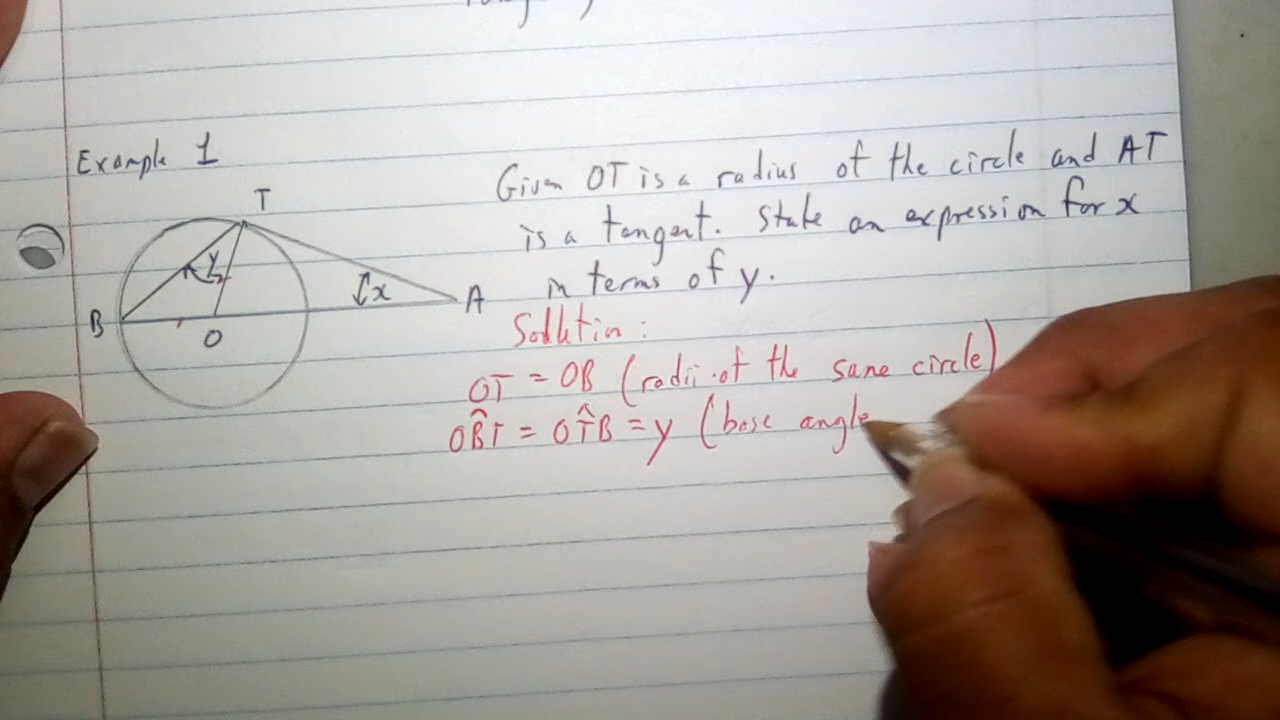 Example 1
T
Given OT is a radius of the circle and AT
is a tangent. State an expression for x
in terms of y.
y
x
A
B
O
Sollutin :
OT = OB (radii of the same circle)
OB̂T = OT̂B = y (base angle